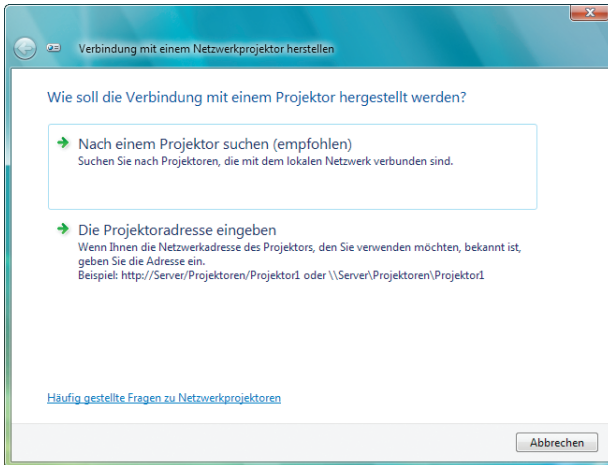 Verbindung mit einem Netzwerkprojektor herstellen
Wie soll die Verbindung mit einem Projektor hergestellt werden?
Nach einem Projektor suchen (empfohlen)
Suchen Sie nach Projektoren, die mit dem lokalen Netzwerk verbunden sind.
Die Projektoradresse eingeben
Wenn Ihnen die Netzwerkadresse des Projektors, den Sie verwenden möchten, bekannt ist,
geben Sie die Adresse ein.
Beispiel: http://Server/Projektoren/Projektor1 oder \\Server\Projektoren\Projektor1
Häufig gestellte Fragen zu Netzwerkprojektoren
Abbrechen